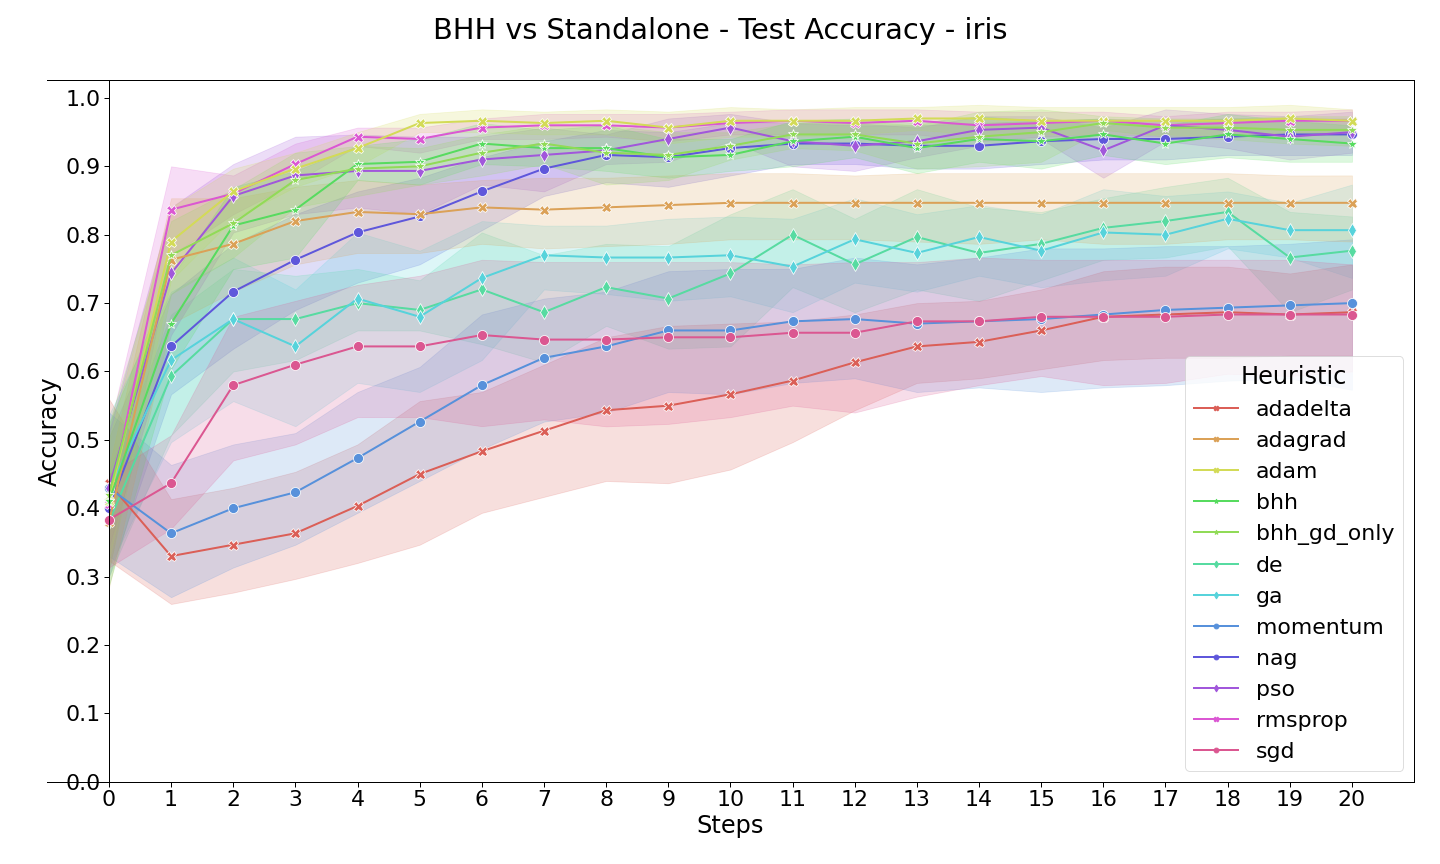 BHH vs Standalone - Test Accuracy - iris
1.0
0.9
0.8
0.7
0.6
0.5
0.4
0.3
0.2
0.1
0.0
Accuracy
Heuristic
adadelta
adagrad
adam
bhh
bhh_gd_only
de
ga
momentum
nag
pso
rmsprop
sgd
0 1 2 3 4 5 6 7 8 9 10 11 12 13 14 15 16 17 18 19 20
Steps